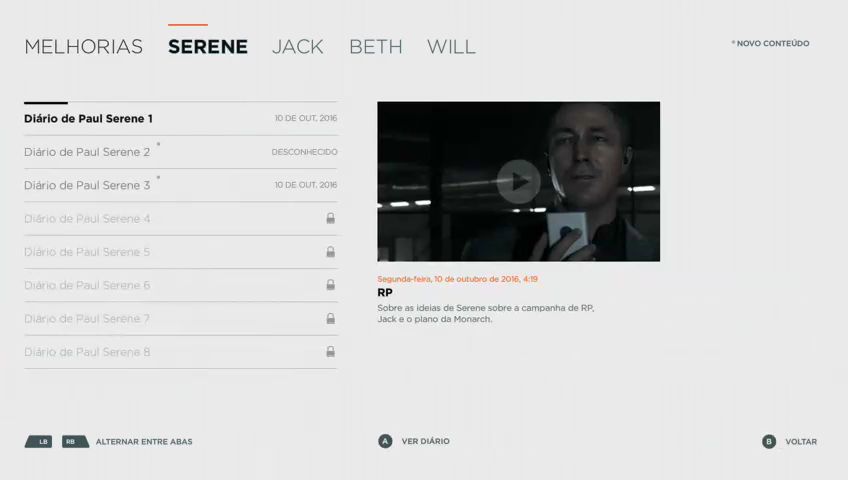 MELHORIAS SERENE JACK BETH WILL
* NOVO CONTEÚDO
Diário de Paul Serene 1 10 DE OUT, 2016
Diário de Paul Serene 2 * DESCONHECIDO
Diário de Paul Serene 3 * 10 DE OUT, 2016
Diário de Paul Serene 4
Diário de Paul Serene 5
Diário de Paul Serene 6
Diário de Paul Serene 7
Diário de Paul Serene 8
Segunda-feira, 10 de outubro de 2016, 4:19
RP
Sobre as ideias de Serene sobre a campanha de RP,
Jack e o plano da Monarch.
LB RB ALTERNAR ENTRE ABAS
A VER DIÁRIO
B VOLTAR